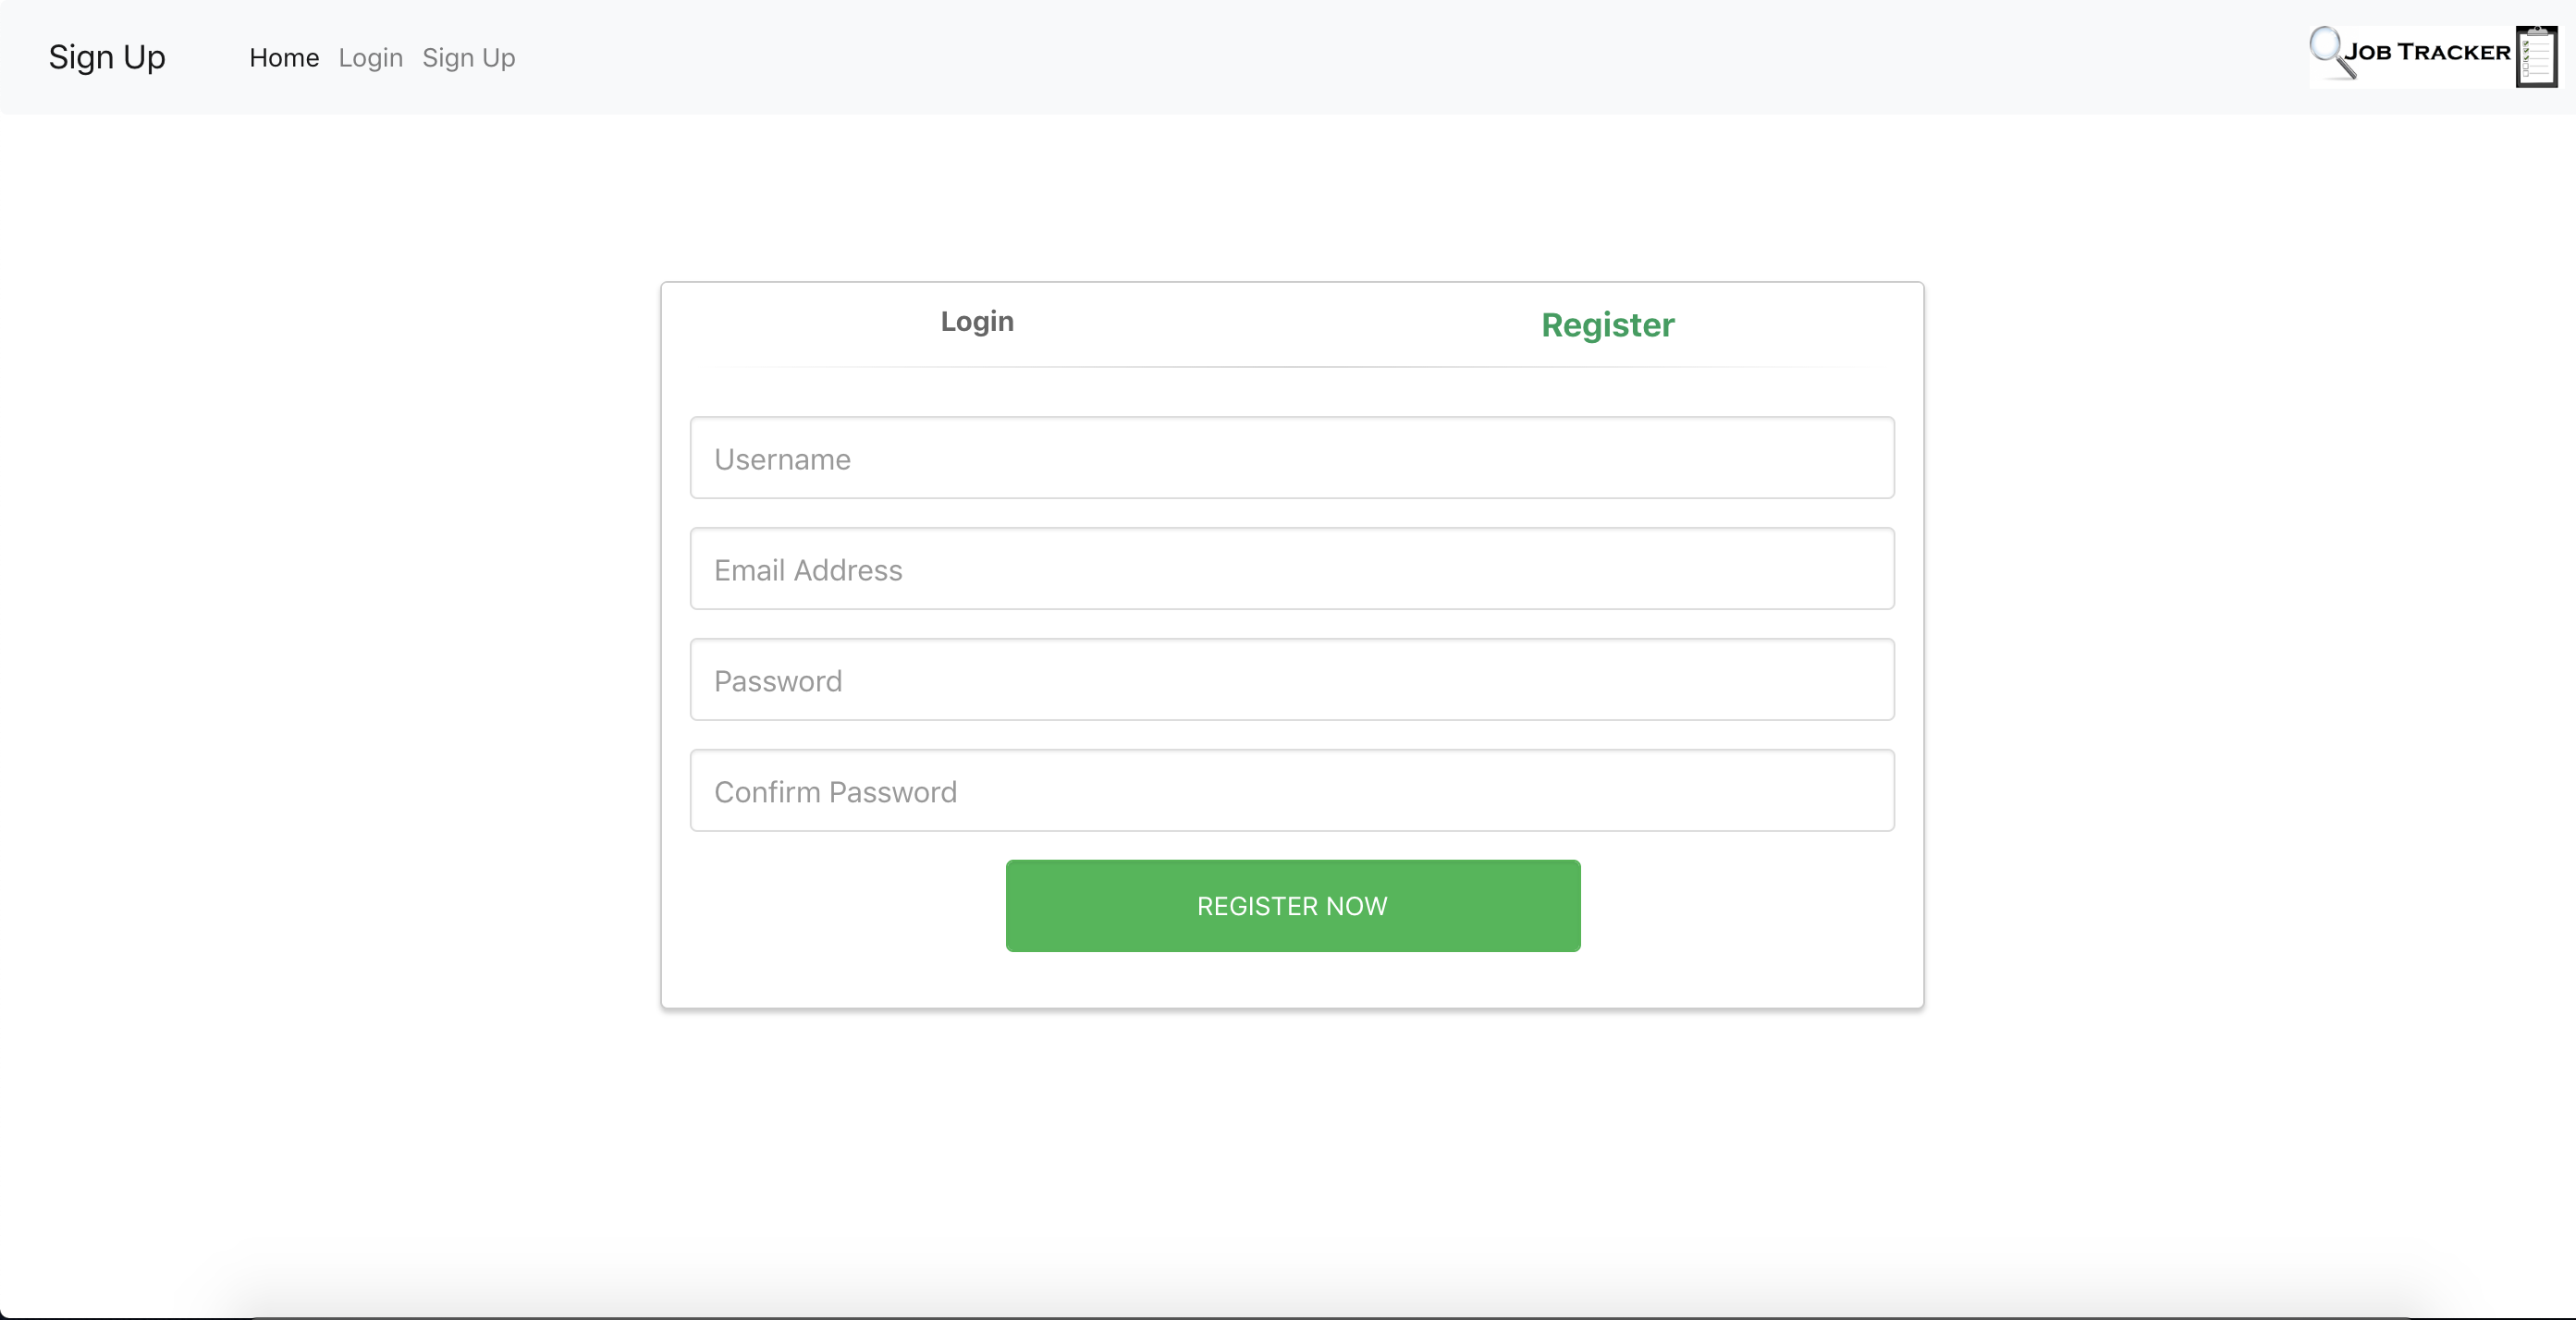 Sign Up
Home Login Sign Up
JOB TRACKER
Login
Register
Username
Email Address
Password
Confirm Password
REGISTER NOW